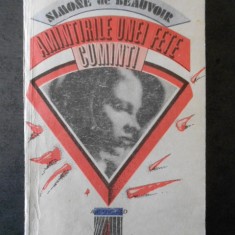 SIMONE de BEAUVOIR
AMINTIRILE UNEI FETE
CUMINTI